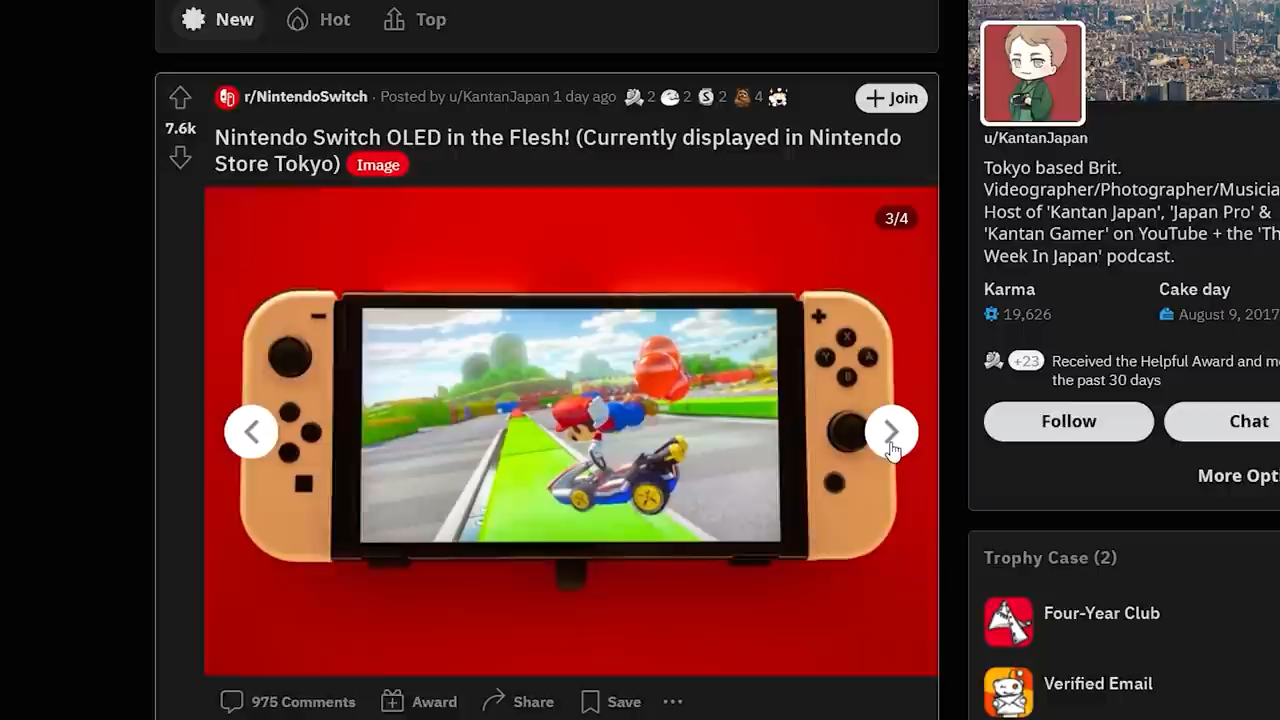 New Hot Top
r/NintendoSwitch · Posted by u/KantanJapan 1 day ago 2 2 2 4
Join
7.6k
Nintendo Switch OLED in the Flesh! (Currently displayed in Nintendo
Store Tokyo) Image
3/4
X
Y A
B
975 Comments Award Share Save
u/KantanJapan
Tokyo based Brit.
Videographer/Photographer/Musicia
Host of 'Kantan Japan', 'Japan Pro' &
'Kantan Gamer' on YouTube + the 'Th
Week In Japan' podcast.
Karma Cake day
19,626 August 9, 2017
+23 Received the Helpful Award and m
the past 30 days
Follow Chat
More Opt
Trophy Case (2)
Four-Year Club
Verified Email